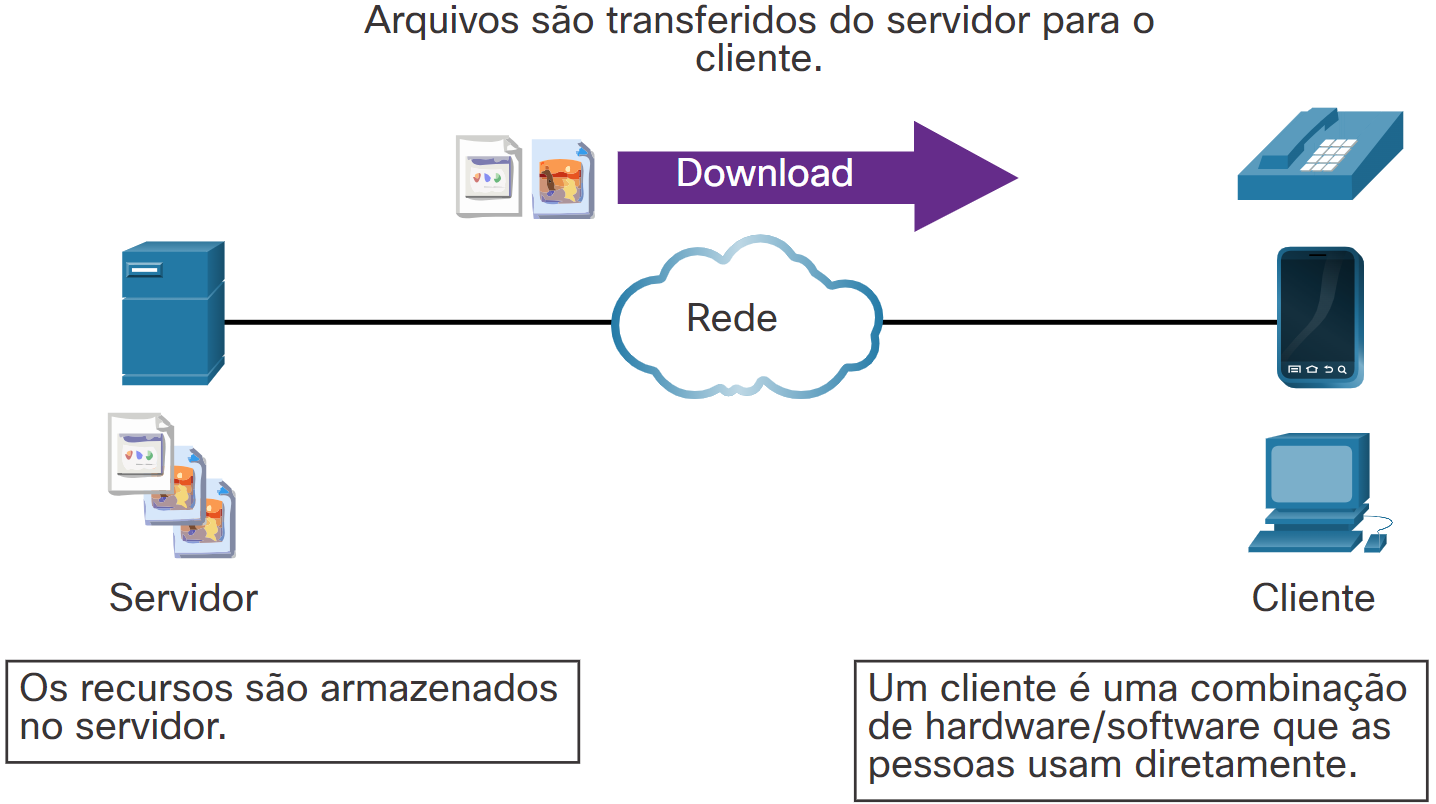 Arquivos são transferidos do servidor para o
cliente.
Download
Rede
Servidor
Cliente
Os recursos são armazenados
no servidor.
Um cliente é uma combinação
de hardware/software que as
pessoas usam diretamente.